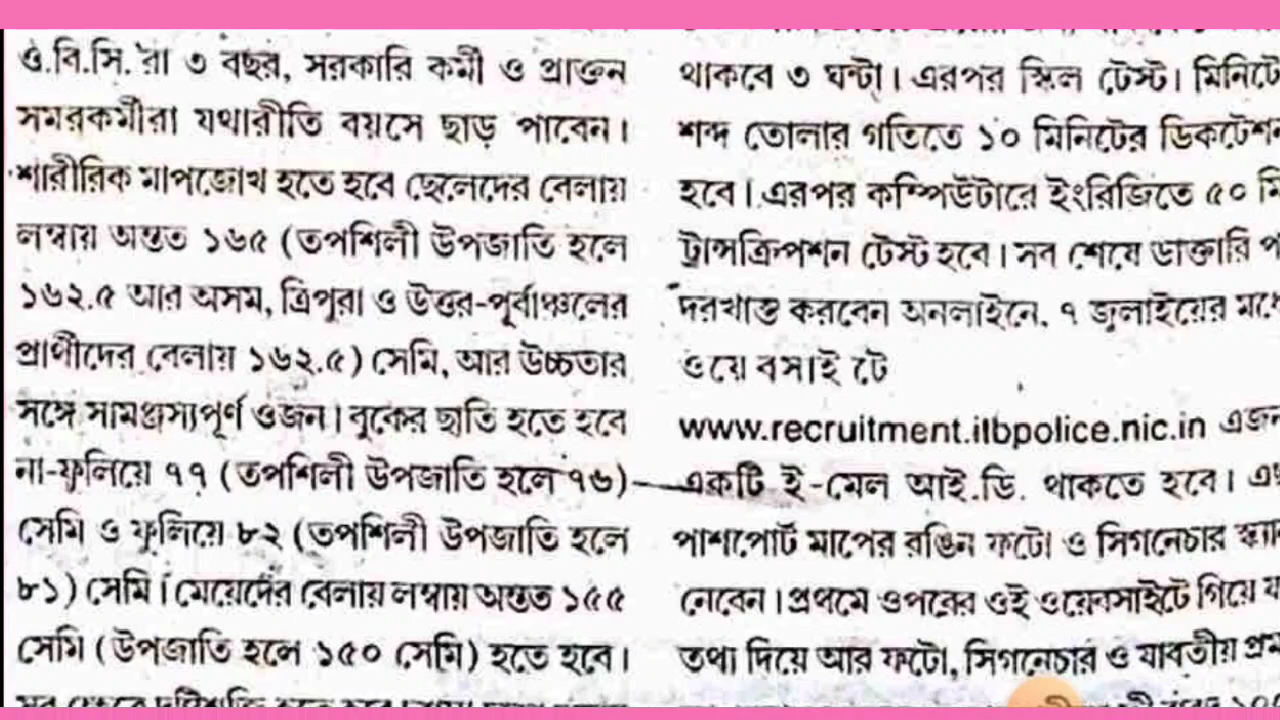 ও.বি.সি.'রা ৩ বছর, সরকারি কর্মী ও প্রাক্তন
সমরকর্মীরা যথারীতি বয়সে ছাড় পাবেন।
শারীরিক মাপজোখ হতে হবে ছেলেদের বেলায়
লম্বায় অন্তত ১৬৫ (তপশিলী উপজাতি হলে
১৬২.৫ আর অসম, ত্রিপুরা ও উত্তর-পূর্বাঞ্চলের
প্রার্থীদের বেলায় ১৬২.৫) সেমি, আর উচ্চতার
সঙ্গে সামঞ্জস্যপূর্ণ ওজন। বুকের ছাতি হতে হবে
না-ফুলিয়ে ৭৭ (তপশিলী উপজাতি হলে ৭৬)
সেমি ও ফুলিয়ে ৮২ (তপশিলী উপজাতি হলে
৮১) সেমি। মেয়েদের বেলায় লম্বায় অন্তত ১৫৫
সেমি (উপজাতি হলে ১৫০ সেমি) হতে হবে।
থাকবে ৩ ঘন্টা। এরপর স্কিল টেস্ট। মিনিটে
শব্দ তোলার গতিতে ১০ মিনিটের ডিকটেশন
হবে। এরপর কম্পিউটারে ইংরিজিতে ৫০ মি
ট্রান্সক্রিপশন টেস্ট হবে। সব শেষে ডাক্তারি
দরখাস্ত করবেন অনলাইনে, ৭ জুলাইয়ের
ওয়েবসাইটে
www.recruitment.itbpolice.nic.in
একটি ই-মেল আই.ডি. থাকতে হবে।
পাশপোর্ট মাপের রঙিন ফটো ও সিগনেচার
নেবেন। প্রথমে ওপরের ওই ওয়েবসাইটে গিয়ে
তথ্য দিয়ে আর ফটো, সিগনেচার ও যাবতীয়